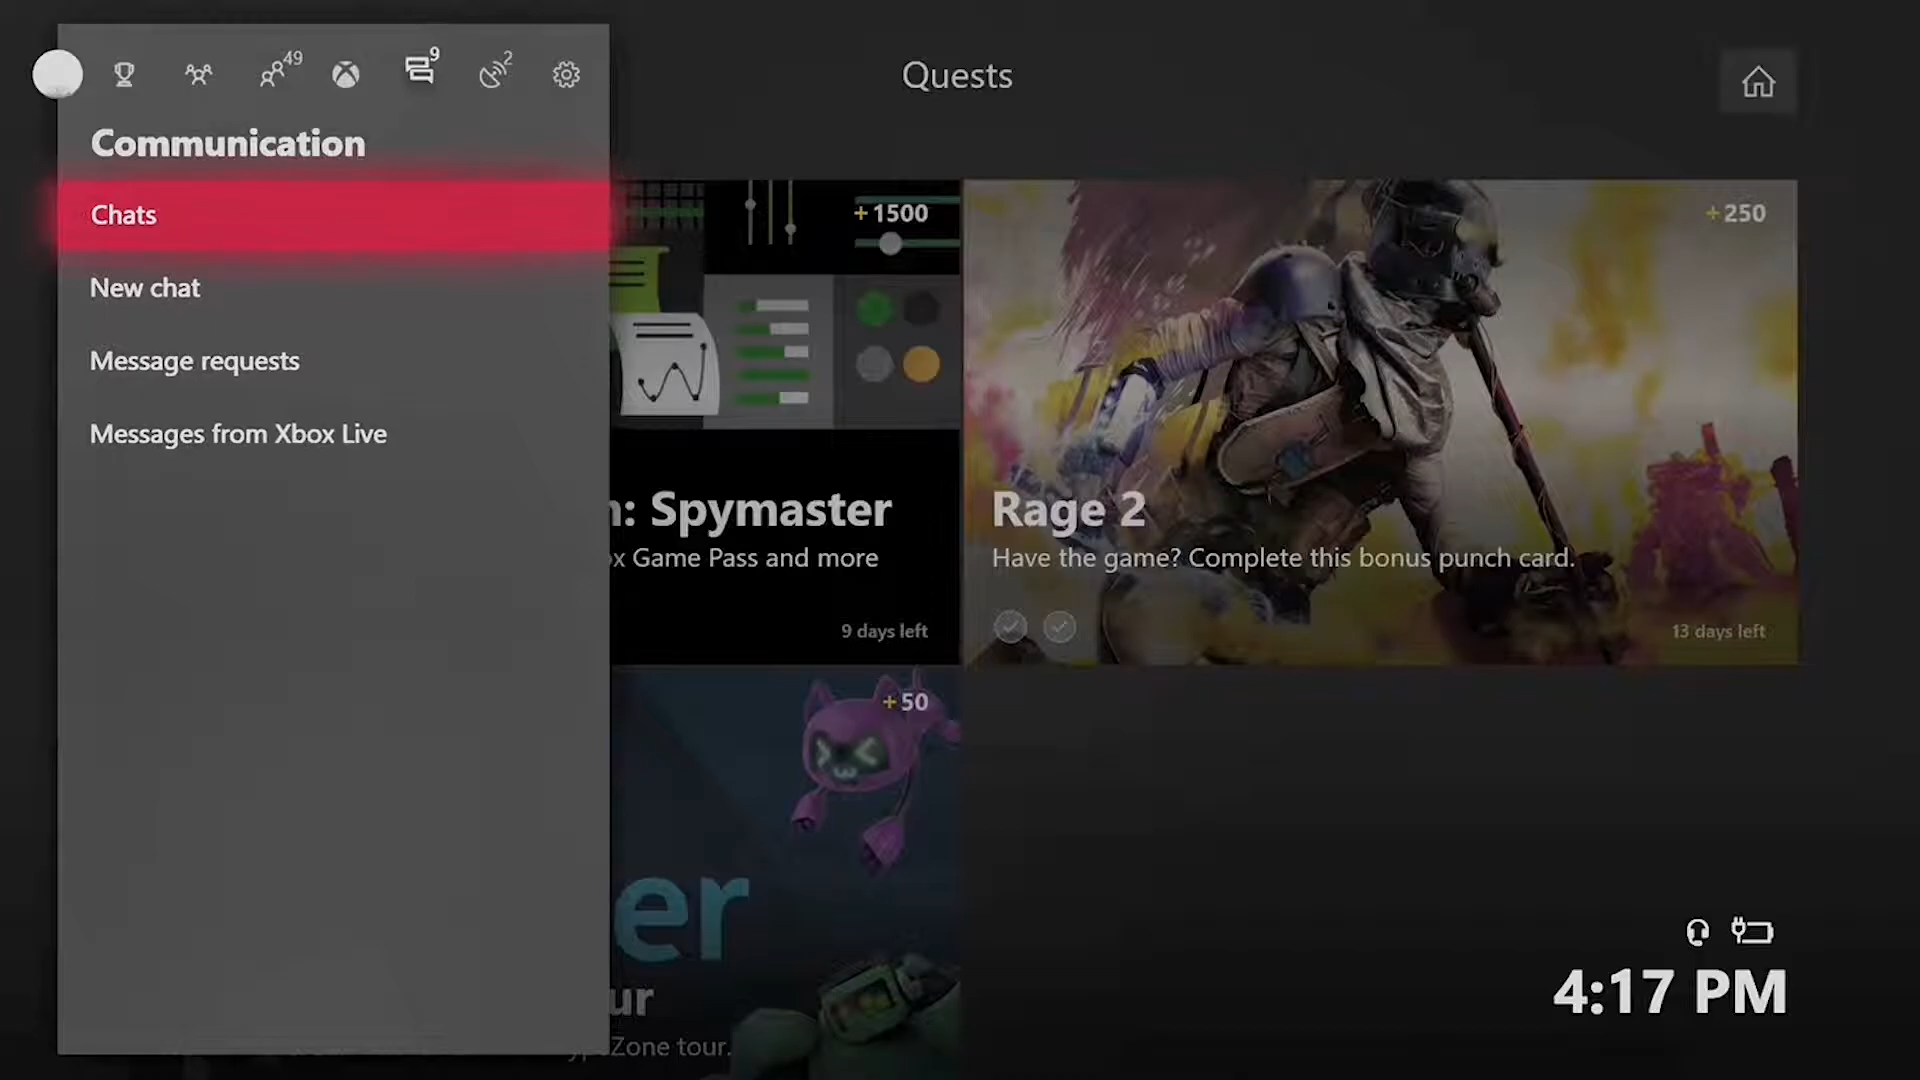 49
9
2
Quests
Communication
Chats
New chat
Message requests
Messages from Xbox Live
+1500
: Spymaster
Game Pass and more
9 days left
+250
Rage 2
Have the game? Complete this bonus punch card.
13 days left
+50
er
ur
Zone tour.
4:17 PM